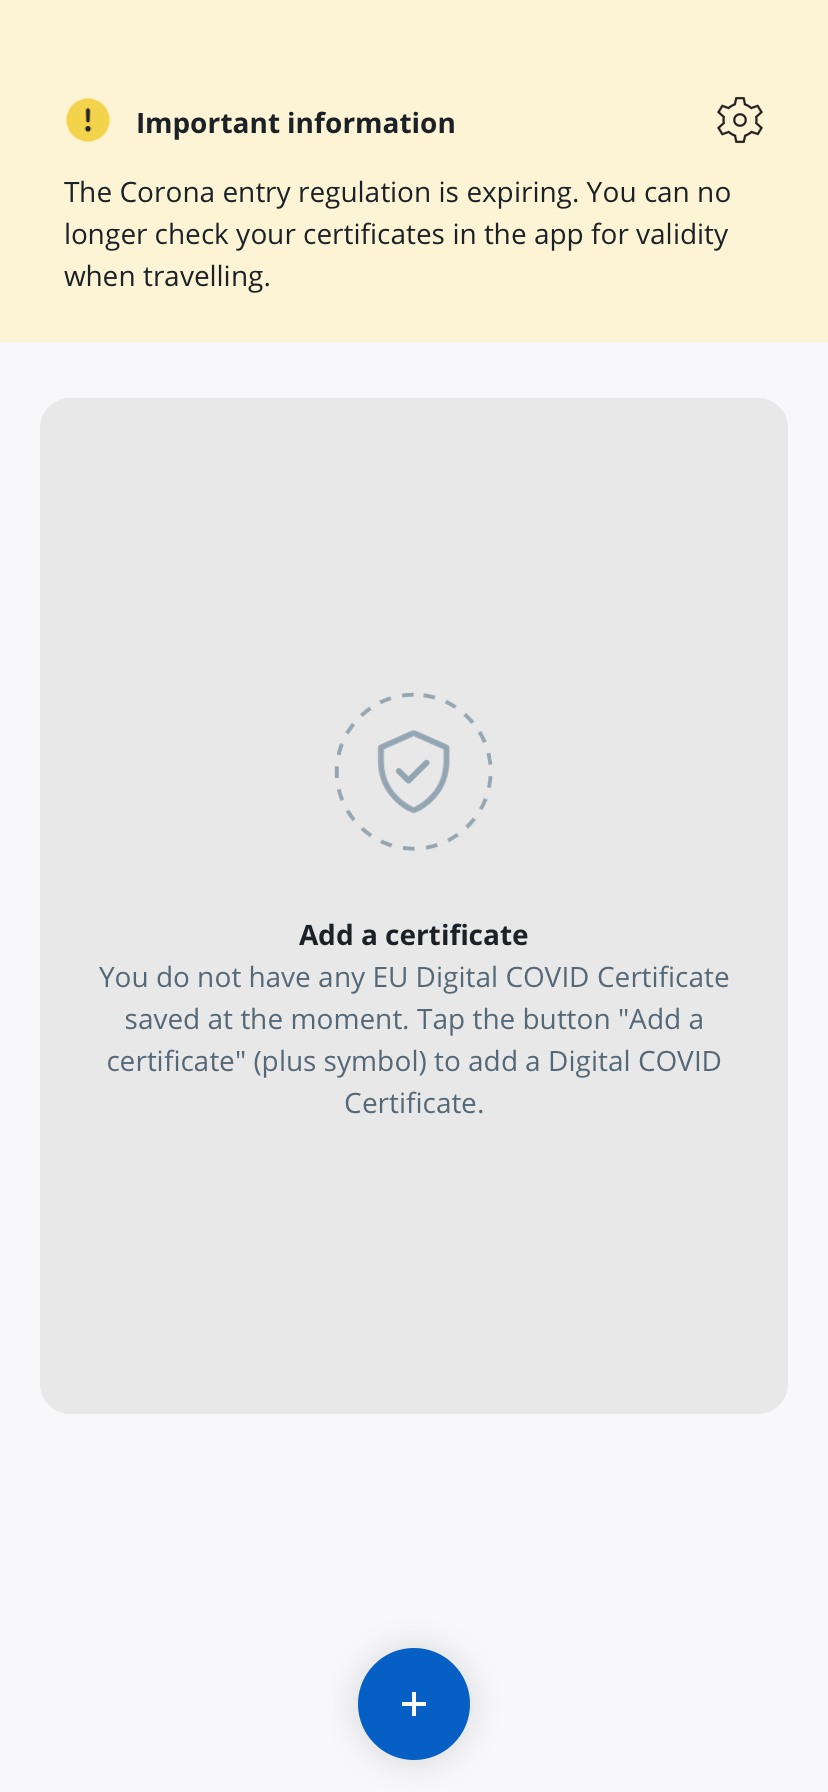 Important information
The Corona entry regulation is expiring. You can no
longer check your certificates in the app for validity
when travelling.
Add a certificate
You do not have any EU Digital COVID Certificate
saved at the moment. Tap the button "Add a
certificate" (plus symbol) to add a Digital COVID
Certificate.